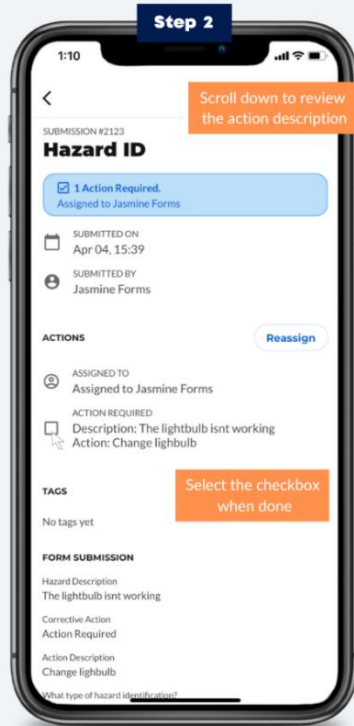 Step 2
1:10
Scroll down to review
the action description
SUBMISSION #2123
Hazard ID
1 Action Required.
Assigned to Jasmine Forms
SUBMITTED ON
Apr 04, 15:39
SUBMITTED BY
Jasmine Forms
ACTIONS
Reassign
ASSIGNED TO
Assigned to Jasmine Forms
ACTION REQUIRED
Description: The lightbulb isnt working
Action: Change lighbulb
Select the checkbox
when done
TAGS
No tags yet
FORM SUBMISSION
Hazard Description
The lightbulb isnt working
Corrective Action
Action Required
Action Description
Change lighbulb
What type of hazard identification?